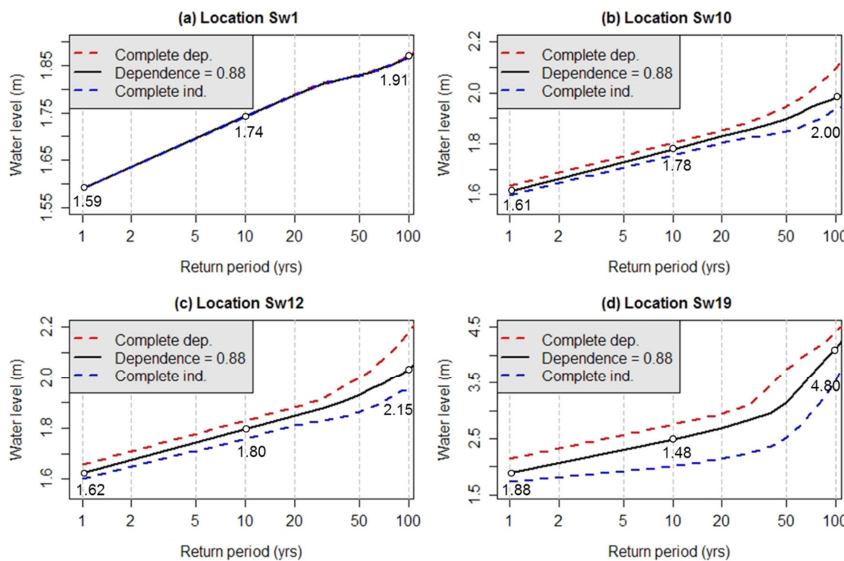 (a) Location Sw1
Water level (m)
1.55 1.65 1.75 1.85
Complete dep.
Dependence = 0.88
Complete ind.
1.59
1.74
1.91
1 2 5 10 20 50 100
Return period (yrs)
(b) Location Sw10
Water level (m)
1.6 1.8 2.0 2.2
Complete dep.
Dependence = 0.88
Complete ind.
1.61
1.78
2.00
1 2 5 10 20 50 100
Return period (yrs)
(c) Location Sw12
Water level (m)
1.6 1.8 2.0 2.2
Complete dep.
Dependence = 0.88
Complete ind.
1.62
1.80
2.15
1 2 5 10 20 50 100
Return period (yrs)
(d) Location Sw19
Water level (m)
1.5 2.5 3.5 4.5
Complete dep.
Dependence = 0.88
Complete ind.
1.88
1.48
4.80
1 2 5 10 20 50 100
Return period (yrs)